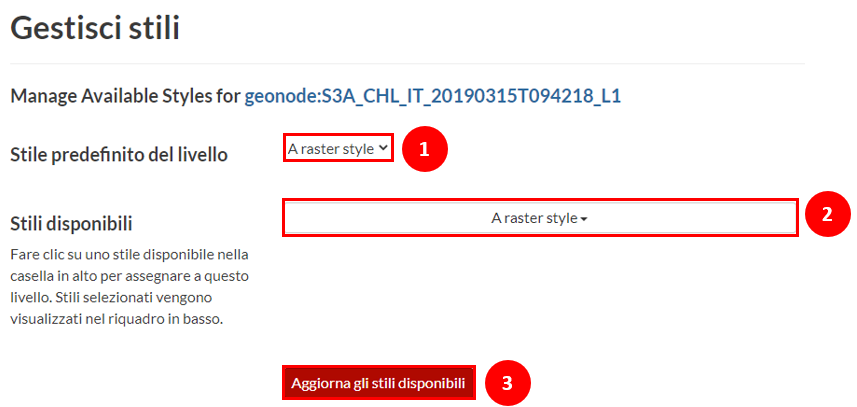 Gestisci stili
Manage Available Styles for geonode:S3A_CHL_IT_20190315T094218_L1
Stile predefinito del livello
A raster style
1
Stili disponibili
A raster style
2
Fare clic su uno stile disponibile nella
casella in alto per assegnare a questo
livello. Stili selezionati vengono
visualizzati nel riquadro in basso.
Aggiorna gli stili disponibili
3